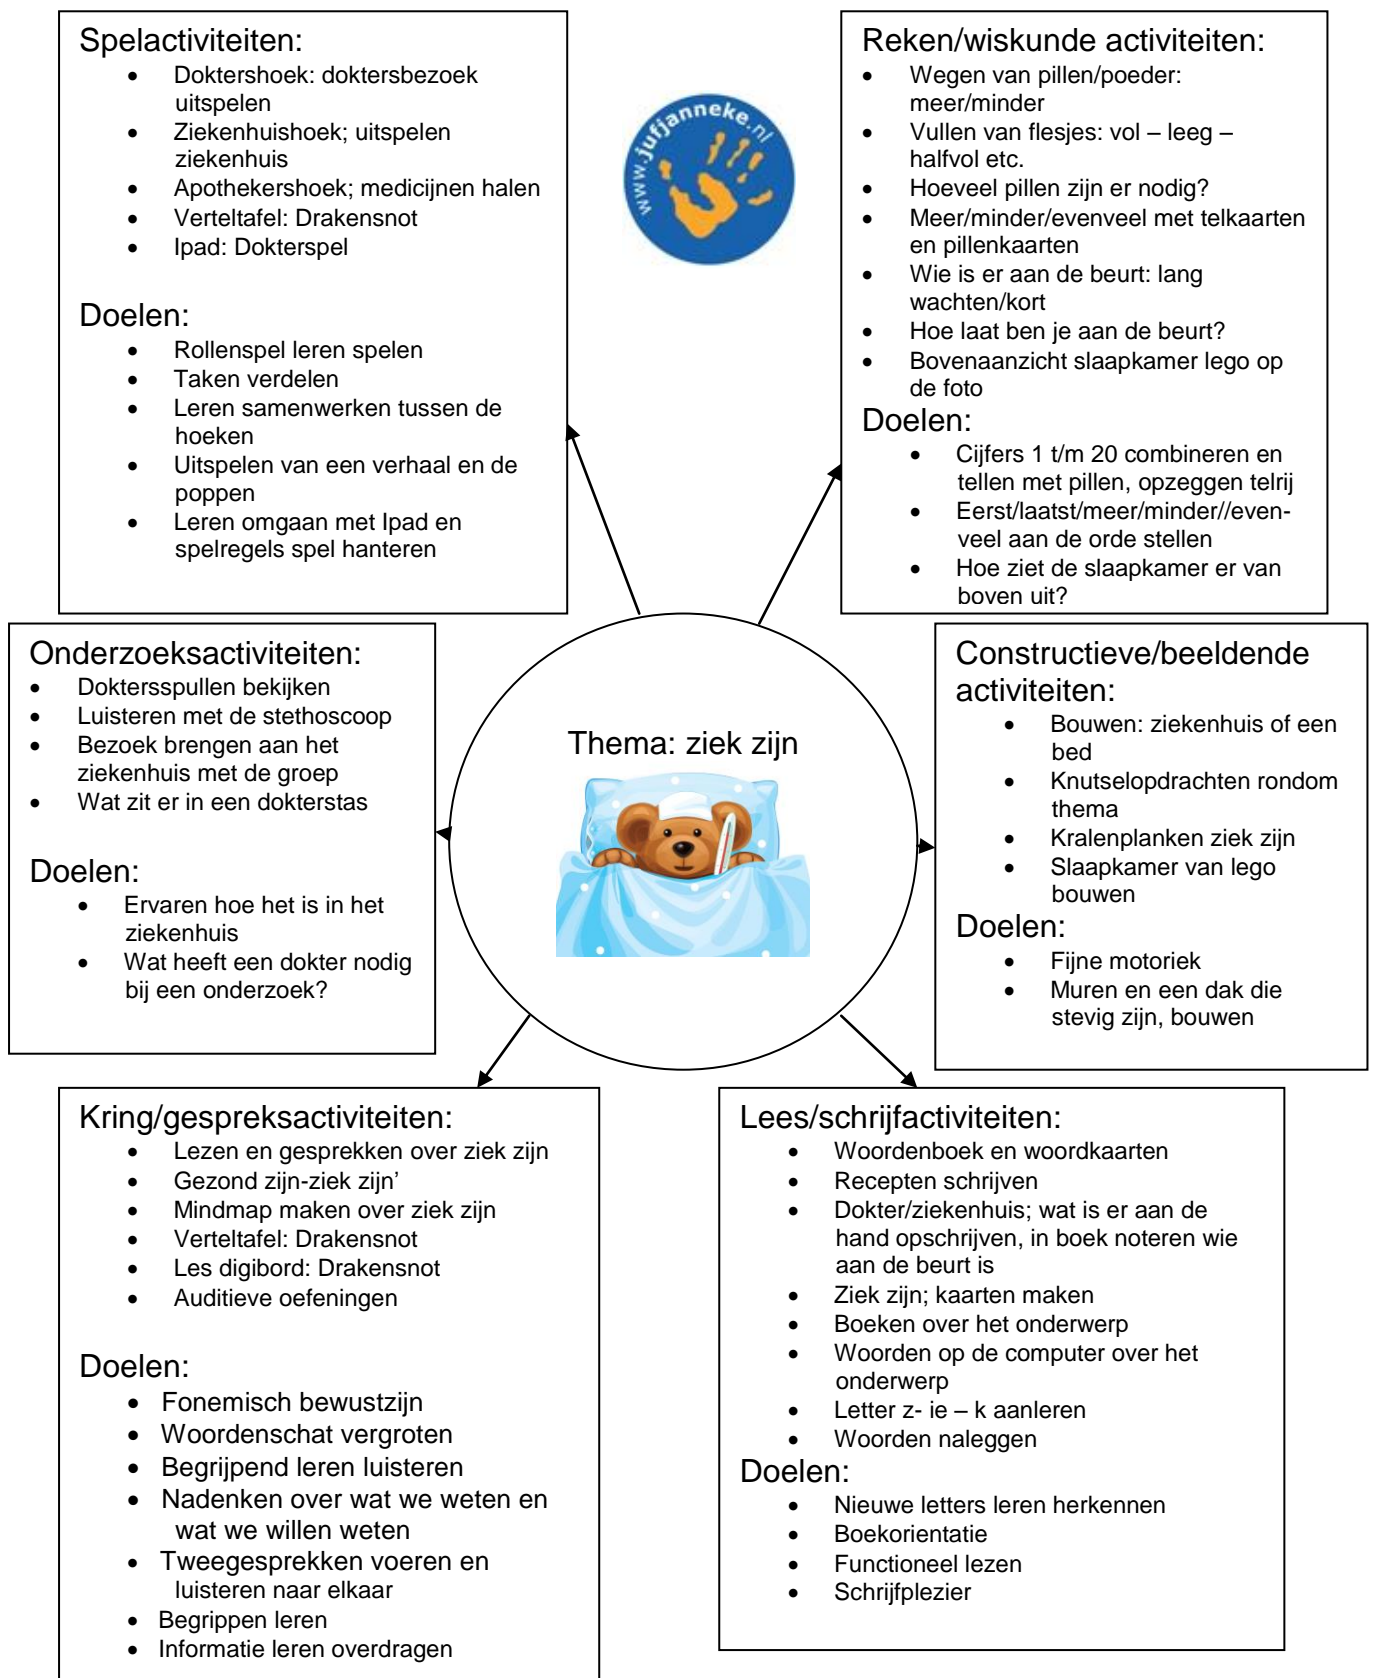 Spelactiviteiten:
• Doktershoek: doktersbezoek
uitspelen
• Ziekenhuishoek; uitspelen
ziekenhuis
• Apothekershoek; medicijnen halen
• Verteltafel: Drakensnot
• Ipad: Dokterspel
Doelen:
• Rollenspel leren spelen
• Taken verdelen
• Leren samenwerken tussen de
hoeken
• Uitspelen van een verhaal en de
poppen
• Leren omgaan met Ipad en
spelregels spel hanteren
www.jufjanneke.nl
Reken/wiskunde activiteiten:
• Wegen van pillen/poeder:
meer/minder
• Vullen van flesjes: vol – leeg –
halfvol etc.
• Hoeveel pillen zijn er nodig?
• Meer/minder/evenveel met telkaarten
en pillenkaarten
• Wie is er aan de beurt: lang
wachten/kort
• Hoe laat ben je aan de beurt?
• Bovenaanzicht slaapkamer lego op
de foto
Doelen:
• Cijfers 1 t/m 20 combineren en
tellen met pillen, opzeggen telrij
• Eerst/laatst/meer/minder//even-
veel aan de orde stellen
• Hoe ziet de slaapkamer er van
boven uit?
Onderzoeksactiviteiten:
• Doktersspullen bekijken
• Luisteren met de stethoscoop
• Bezoek brengen aan het
ziekenhuis met de groep
• Wat zit er in een dokterstas
Doelen:
• Ervaren hoe het is in het
ziekenhuis
• Wat heeft een dokter nodig
bij een onderzoek?
Thema: ziek zijn
Constructieve/beeldende
activiteiten:
• Bouwen: ziekenhuis of een
bed
• Knutselopdrachten rondom
thema
• Kralenplanken ziek zijn
• Slaapkamer van lego
bouwen
Doelen:
• Fijne motoriek
• Muren en een dak die
stevig zijn, bouwen
Kring/gespreksactiviteiten:
• Lezen en gesprekken over ziek zijn
• Gezond zijn-ziek zijn’
• Mindmap maken over ziek zijn
• Verteltafel: Drakensnot
• Les digibord: Drakensnot
• Auditieve oefeningen
Doelen:
• Fonemisch bewustzijn
• Woordenschat vergroten
• Begrijpend leren luisteren
• Nadenken over wat we weten en
wat we willen weten
• Tweegesprekken voeren en
luisteren naar elkaar
• Begrippen leren
• Informatie leren overdragen
Lees/schrijfactiviteiten:
• Woordenboek en woordkaarten
• Recepten schrijven
• Dokter/ziekenhuis; wat is er aan de
hand opschrijven, in boek noteren wie
aan de beurt is
• Ziek zijn; kaarten maken
• Boeken over het onderwerp
• Woorden op de computer over het
onderwerp
• Letter z- ie – k aanleren
• Woorden naleggen
Doelen:
• Nieuwe letters leren herkennen
• Boekorientatie
• Functioneel lezen
• Schrijfplezier